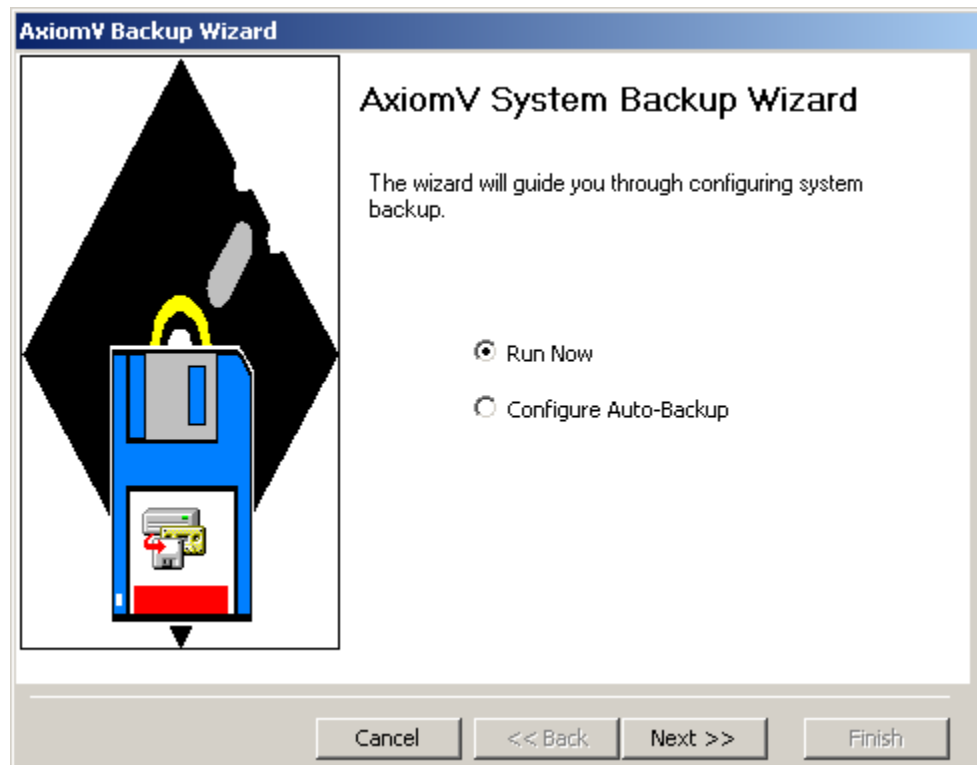 AxiomV Backup Wizard
AxiomV System Backup Wizard
The wizard will guide you through configuring system
backup.
Run Now
Configure Auto-Backup
Cancel
<< Back
Next >>
Finish